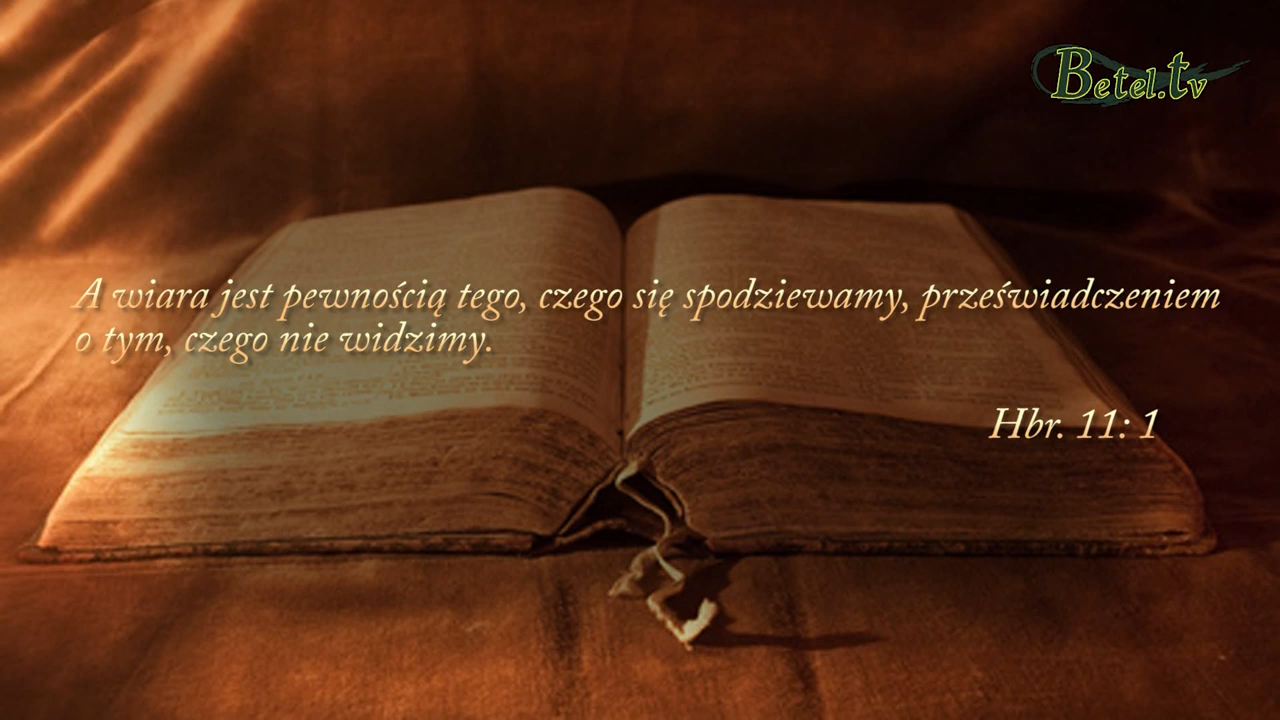 Betel.tv
A wiara jest pewnością tego, czego się spodziewamy, przeświadczeniem
o tym, czego nie widzimy.
Hbr. 11: 1